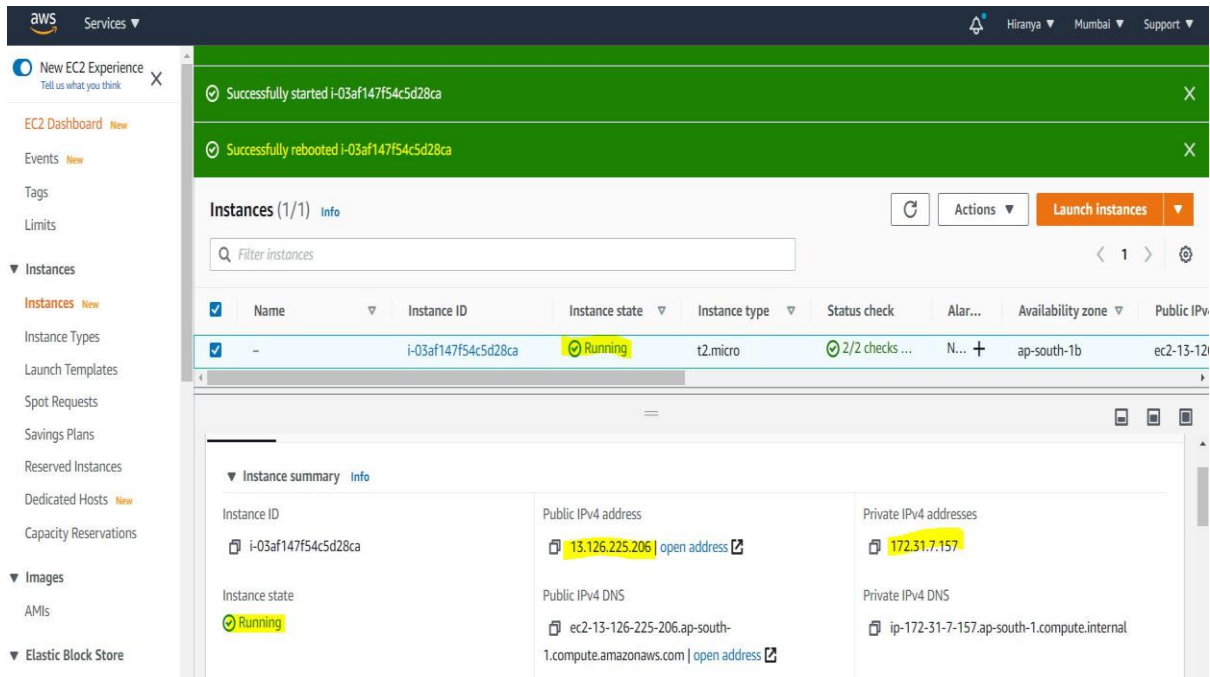 aws Services ▼ Hiranya ▼ Mumbai ▼ Support ▼
New EC2 Experience
Tell us what you think
EC2 Dashboard New
Events New
Tags
Limits
▼ Instances
Instances New
Instance Types
Launch Templates
Spot Requests
Savings Plans
Reserved Instances
Dedicated Hosts New
Capacity Reservations
▼ Images
AMIs
▼ Elastic Block Store
Successfully started i-03af147f54c5d28ca
Successfully rebooted i-03af147f54c5d28ca
Instances (1/1) Info
Actions ▼ Launch instances ▼
Filter instances
1
Name Instance ID Instance state Instance type Status check Alar... Availability zone Public IPv
– i-03af147f54c5d28ca Running t2.micro 2/2 checks ... N... + ap-south-1b ec2-13-126
▼ Instance summary Info
Instance ID Public IPv4 address Private IPv4 addresses
i-03af147f54c5d28ca 13.126.225.206 | open address 172.31.7.157
Instance state Public IPv4 DNS Private IPv4 DNS
Running ec2-13-126-225-206.ap-south- ip-172-31-7-157.ap-south-1.compute.internal
1.compute.amazonaws.com | open address